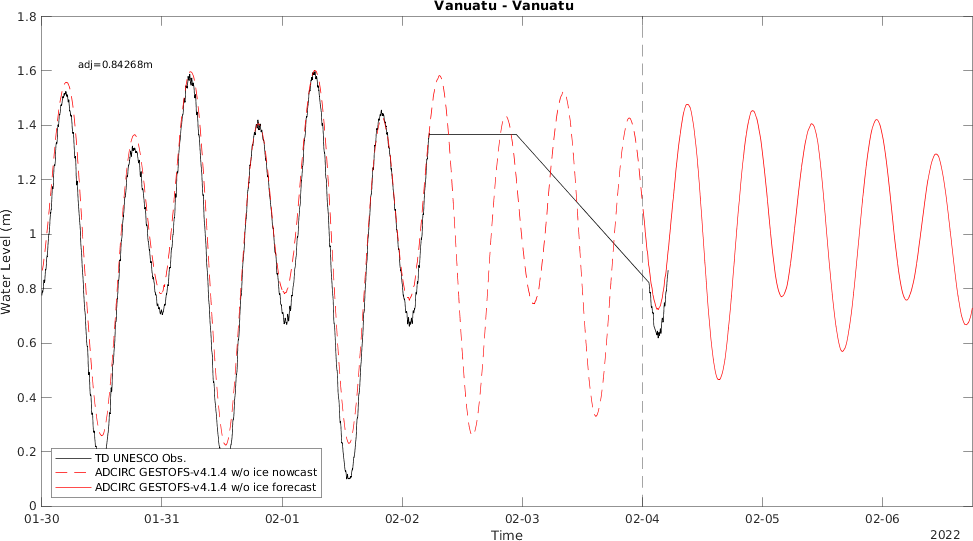 Vanuatu - Vanuatu
1.8
adj=0.84268m
1.6
1.4
1.2
1
0.8
0.6
0.4
0.2
0
Water Level (m)
TD UNESCO Obs.
ADCIRC GESTOFS-v4.1.4 w/o ice nowcast
ADCIRC GESTOFS-v4.1.4 w/o ice forecast
01-30 01-31 02-01 02-02 02-03 02-04 02-05 02-06
Time
2022